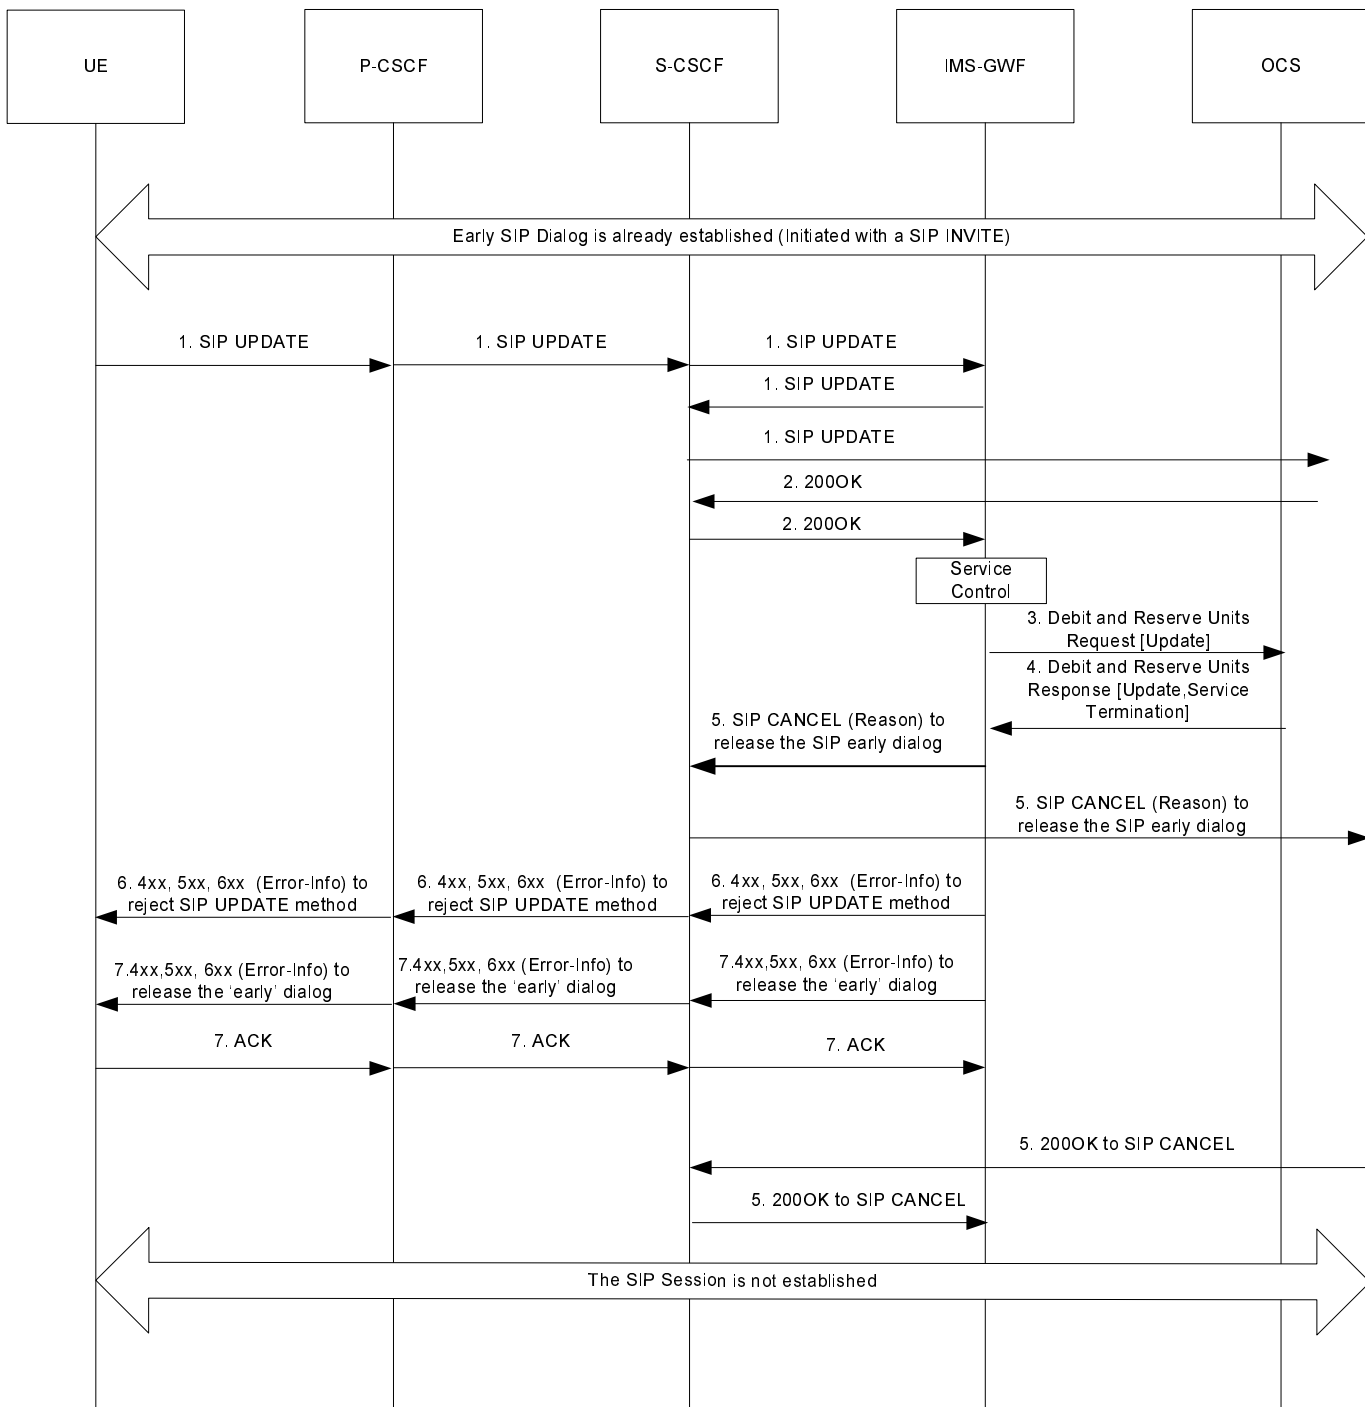 UE
P-CSCF
S-CSCF
IMS-GWF
OCS
Early SIP Dialog is already established (Initiated with a SIP INVITE)
1. SIP UPDATE
1. SIP UPDATE
1. SIP UPDATE
1. SIP UPDATE
1. SIP UPDATE
2. 200OK
2. 200OK
Service
Control
3. Debit and Reserve Units
Request [Update]
4. Debit and Reserve Units
Response [Update,Service
Termination]
5. SIP CANCEL (Reason) to
release the SIP early dialog
5. SIP CANCEL (Reason) to
release the SIP early dialog
6. 4xx, 5xx, 6xx (Error-Info) to
reject SIP UPDATE method
6. 4xx, 5xx, 6xx (Error-Info) to
reject SIP UPDATE method
6. 4xx, 5xx, 6xx (Error-Info) to
reject SIP UPDATE method
7.4xx,5xx, 6xx (Error-Info) to
release the ‘early’ dialog
7.4xx,5xx, 6xx (Error-Info) to
release the ‘early’ dialog
7.4xx,5xx, 6xx (Error-Info) to
release the ‘early’ dialog
7. ACK
7. ACK
7. ACK
5. 200OK to SIP CANCEL
5. 200OK to SIP CANCEL
The SIP Session is not established